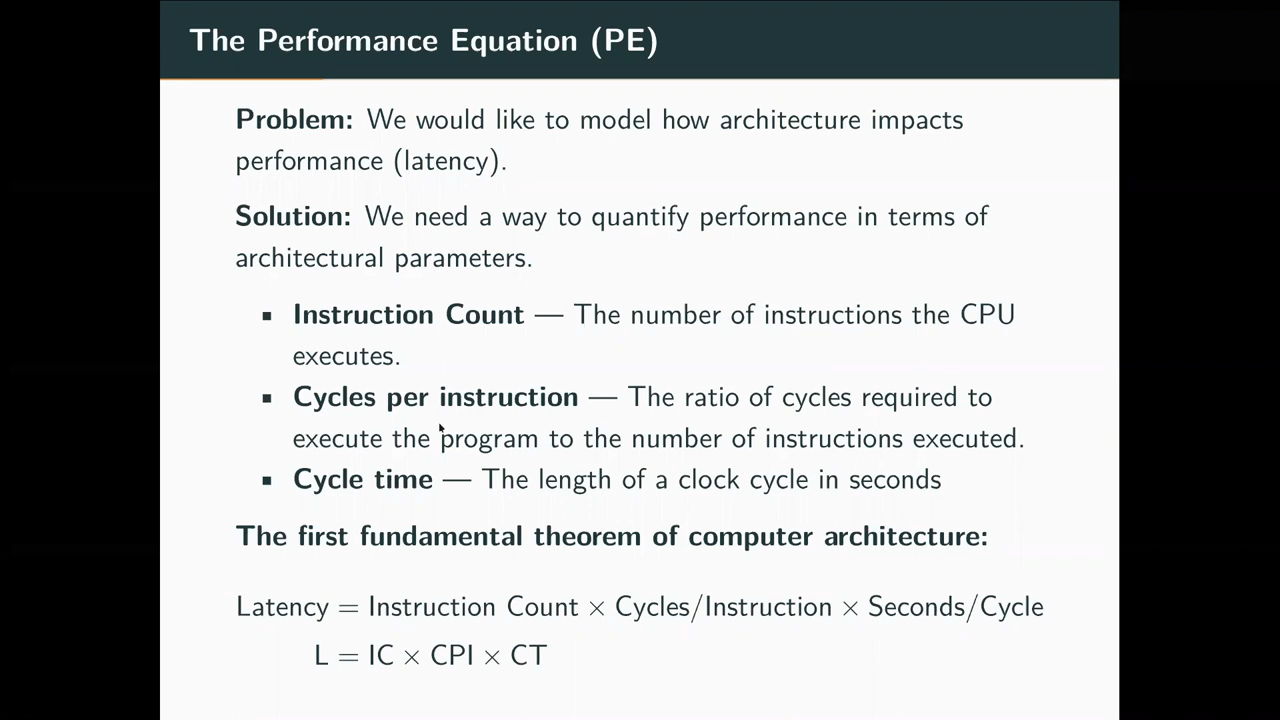 The Performance Equation (PE)
Problem: We would like to model how architecture impacts
performance (latency).
Solution: We need a way to quantify performance in terms of
architectural parameters.
▪ Instruction Count — The number of instructions the CPU
executes.
▪ Cycles per instruction — The ratio of cycles required to
execute the program to the number of instructions executed.
▪ Cycle time — The length of a clock cycle in seconds
The first fundamental theorem of computer architecture:
Latency = Instruction Count × Cycles/Instruction × Seconds/Cycle
L = IC × CPI × CT